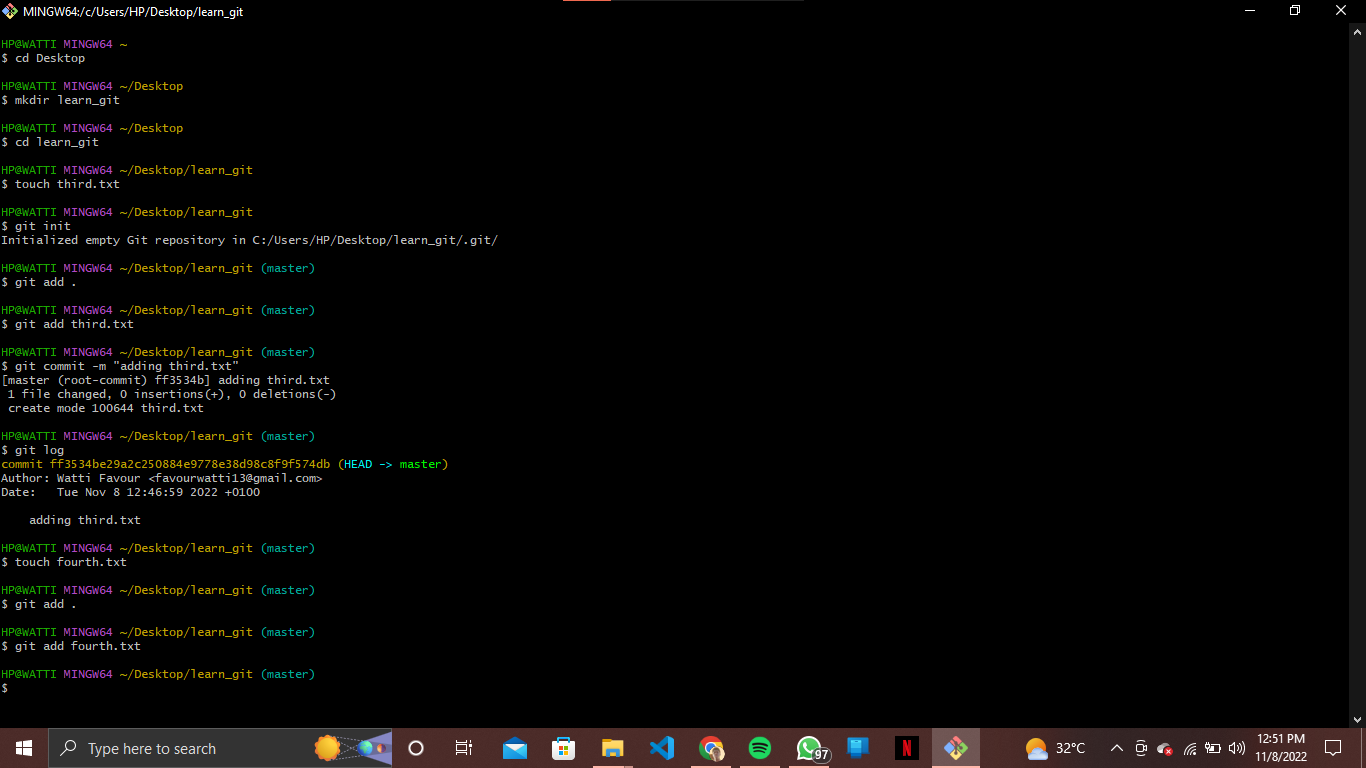 MINGW64:/c/Users/HP/Desktop/learn_git
HP@WATTI MINGW64 ~
$ cd Desktop
HP@WATTI MINGW64 ~/Desktop
$ mkdir learn_git
HP@WATTI MINGW64 ~/Desktop
$ cd learn_git
HP@WATTI MINGW64 ~/Desktop/learn_git
$ touch third.txt
HP@WATTI MINGW64 ~/Desktop/learn_git
$ git init
Initialized empty Git repository in C:/Users/HP/Desktop/learn_git/.git/
HP@WATTI MINGW64 ~/Desktop/learn_git (master)
$ git add .
HP@WATTI MINGW64 ~/Desktop/learn_git (master)
$ git add third.txt
HP@WATTI MINGW64 ~/Desktop/learn_git (master)
$ git commit -m "adding third.txt"
[master (root-commit) ff3534b] adding third.txt
 1 file changed, 0 insertions(+), 0 deletions(-)
 create mode 100644 third.txt
HP@WATTI MINGW64 ~/Desktop/learn_git (master)
$ git log
commit ff3534be29a2c250884e9778e38d98c8f9f574db (HEAD -> master)
Author: Watti Favour <favourwatti13@gmail.com>
Date:   Tue Nov 8 12:46:59 2022 +0100
    adding third.txt
HP@WATTI MINGW64 ~/Desktop/learn_git (master)
$ touch fourth.txt
HP@WATTI MINGW64 ~/Desktop/learn_git (master)
$ git add .
HP@WATTI MINGW64 ~/Desktop/learn_git (master)
$ git add fourth.txt
HP@WATTI MINGW64 ~/Desktop/learn_git (master)
$
Type here to search
97
N
32°C
12:51 PM
11/8/2022